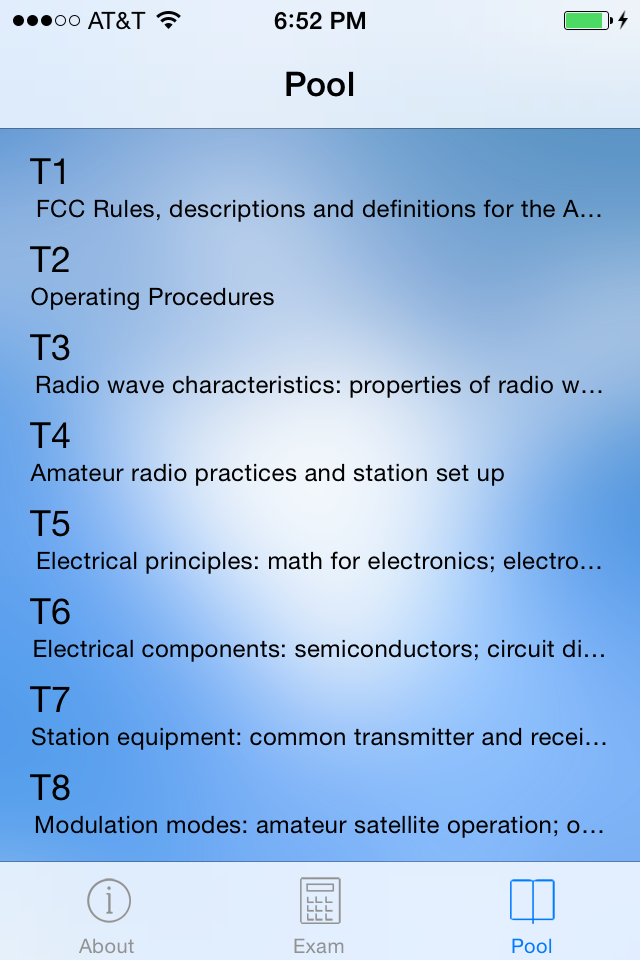 AT&T 6:52 PM
Pool
T1
FCC Rules, descriptions and definitions for the A...
T2
Operating Procedures
T3
Radio wave characteristics: properties of radio w...
T4
Amateur radio practices and station set up
T5
Electrical principles: math for electronics; electro...
T6
Electrical components: semiconductors; circuit di...
T7
Station equipment: common transmitter and recei...
T8
Modulation modes: amateur satellite operation; o...
About Exam Pool